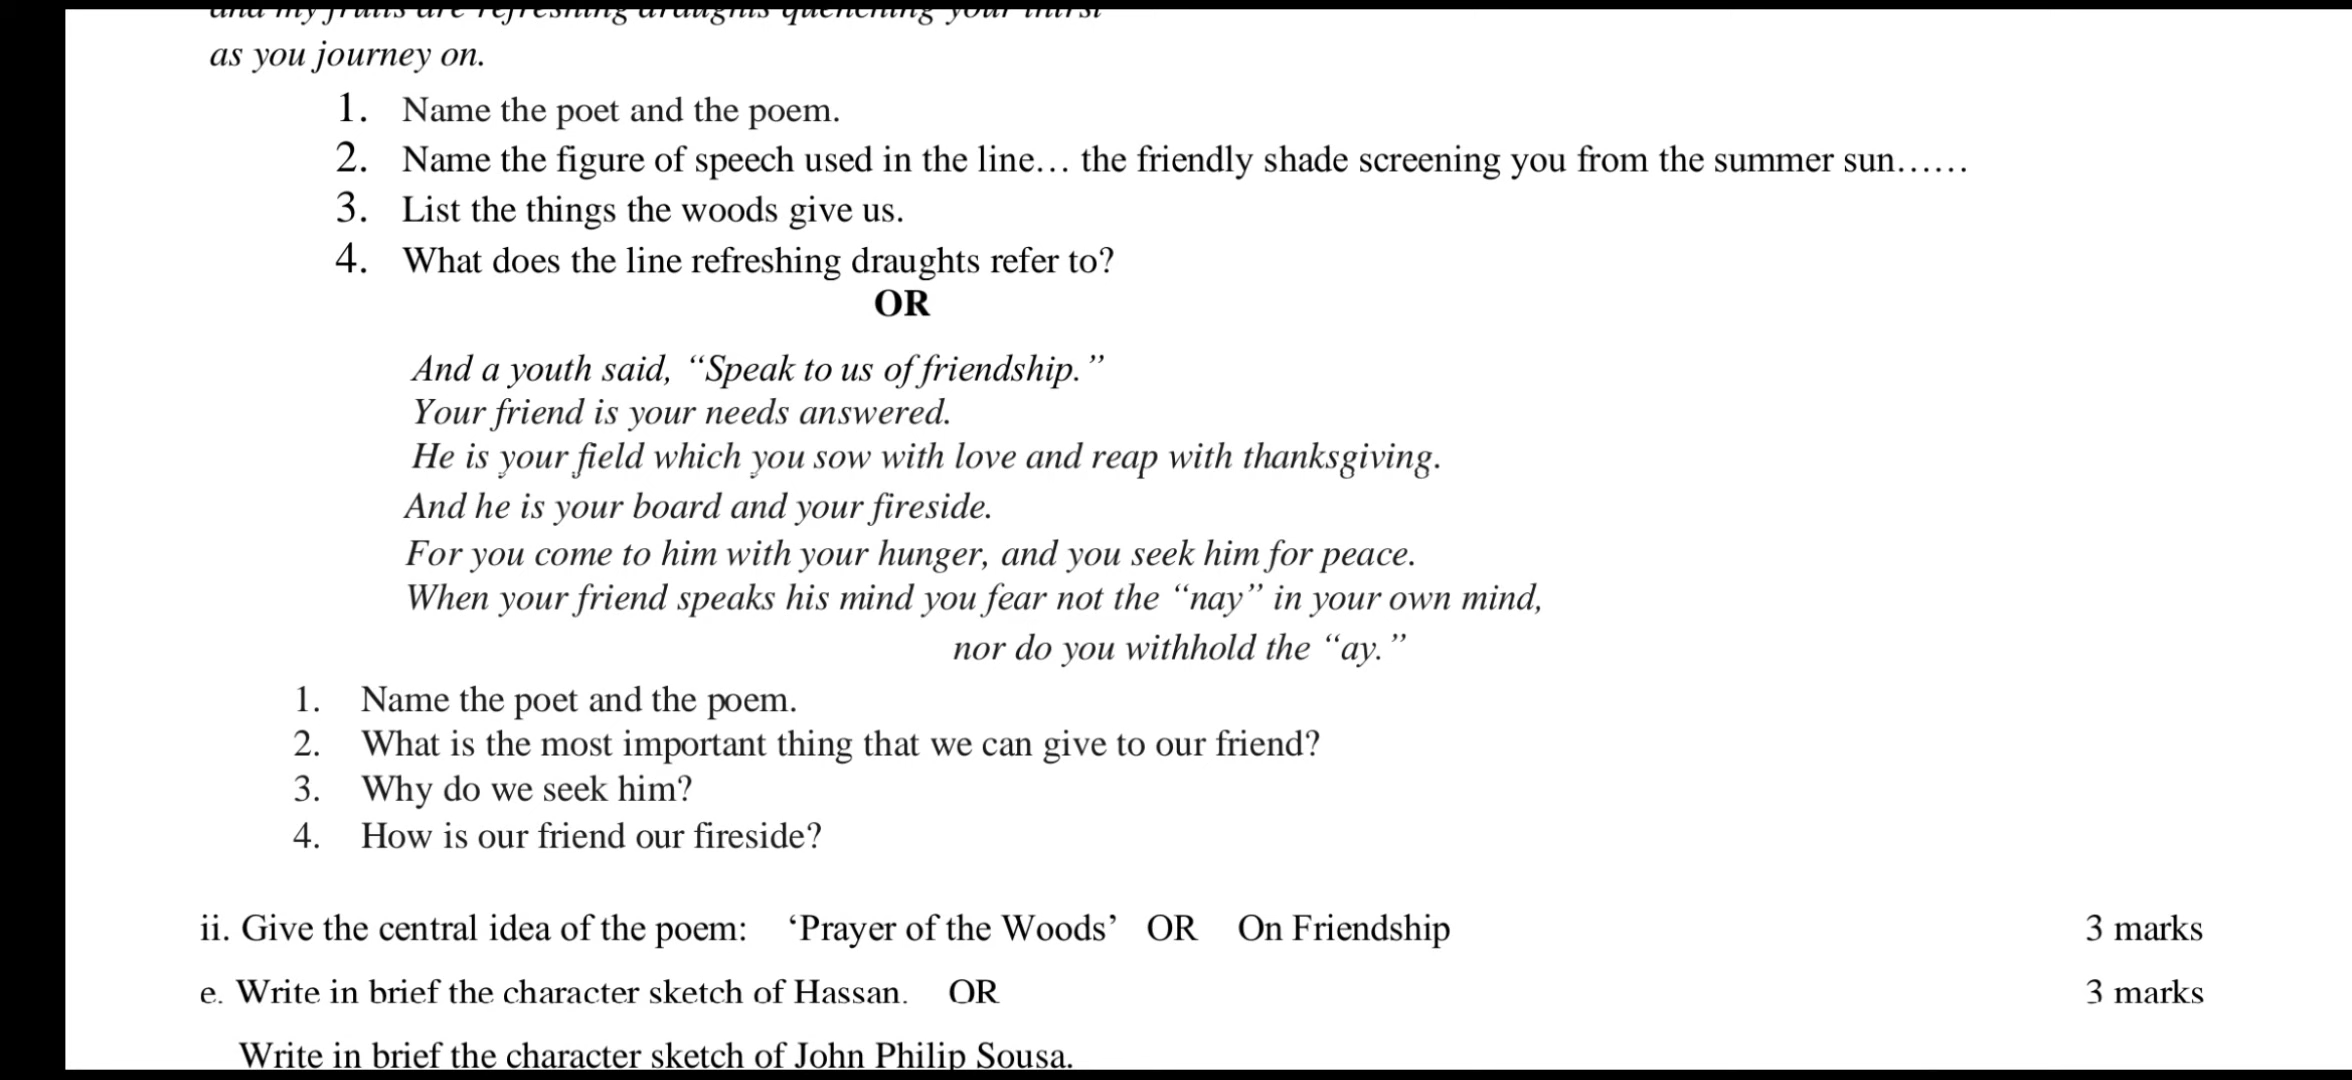 and my fruits are refreshing draughts quenching your thirst
as you journey on.
1. Name the poet and the poem.
2. Name the figure of speech used in the line… the friendly shade screening you from the summer sun……
3. List the things the woods give us.
4. What does the line refreshing draughts refer to?
OR
And a youth said, “Speak to us of friendship.”
Your friend is your needs answered.
He is your field which you sow with love and reap with thanksgiving.
And he is your board and your fireside.
For you come to him with your hunger, and you seek him for peace.
When your friend speaks his mind you fear not the “nay” in your own mind,
nor do you withhold the “ay.”
1. Name the poet and the poem.
2. What is the most important thing that we can give to our friend?
3. Why do we seek him?
4. How is our friend our fireside?
ii. Give the central idea of the poem: ‘Prayer of the Woods’ OR On Friendship 3 marks
e. Write in brief the character sketch of Hassan. OR 3 marks
Write in brief the character sketch of John Philip Sousa.